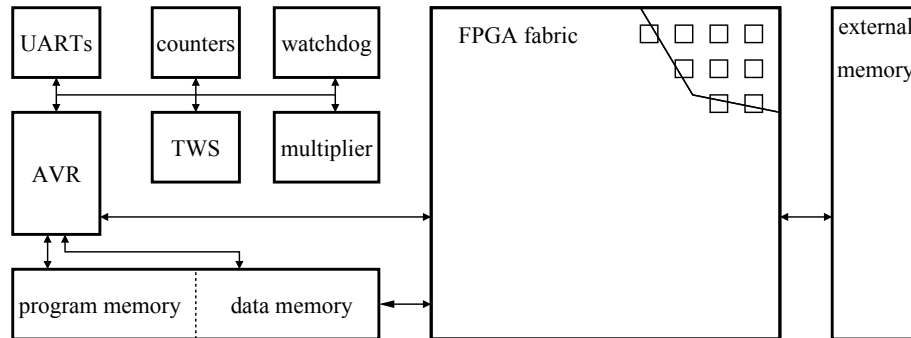 UARTs
counters
watchdog
FPGA fabric
external
memory
AVR
TWS
multiplier
program memory
data memory